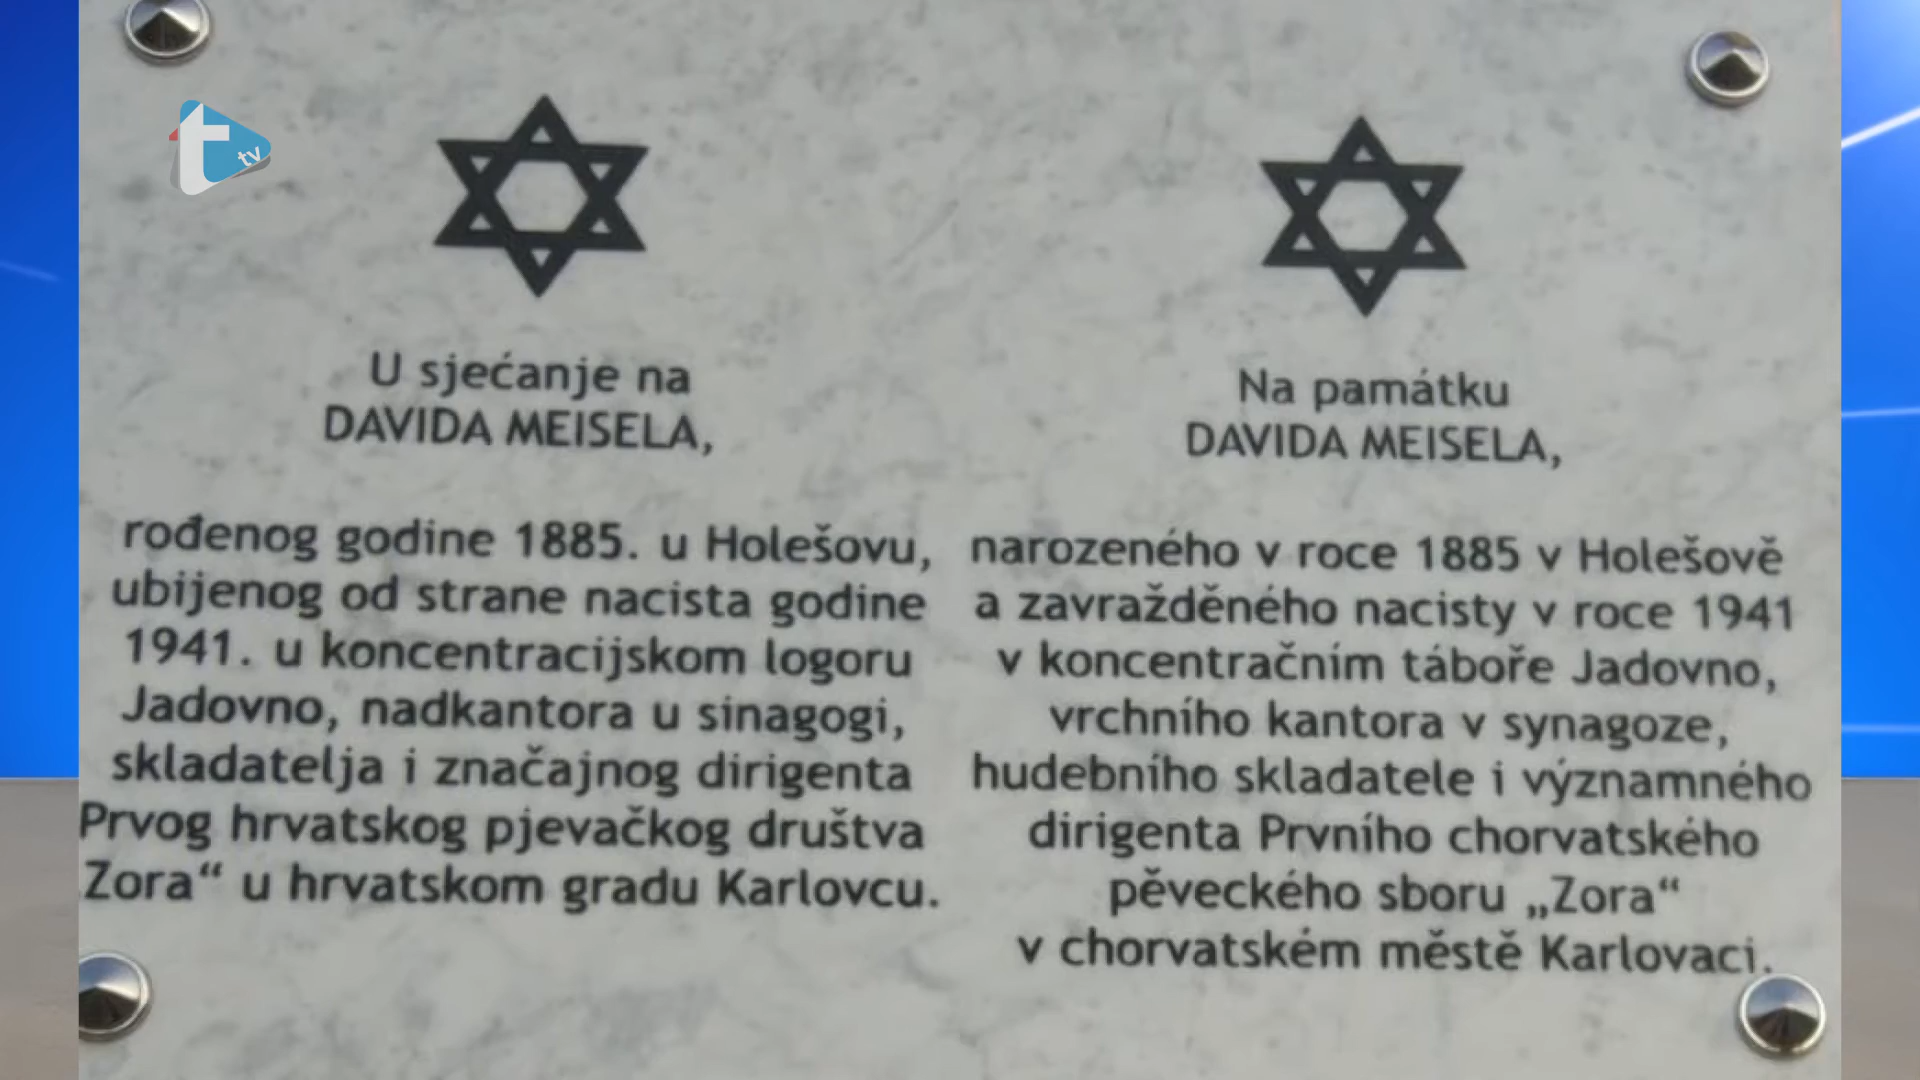 t tv
U sjećanje na
DAVIDA MEISELA,
rođenog godine 1885. u Holešovu,
ubijenog od strane nacista godine
1941. u koncentracijskom logoru
Jadovno, nadkantora u sinagogi,
skladatelja i značajnog dirigenta
Prvog hrvatskog pjevačkog društva
Zora“ u hrvatskom gradu Karlovcu.
Na památku
DAVIDA MEISELA,
narozeného v roce 1885 v Holešově
a zavražděného nacisty v roce 1941
v koncentračním táboře Jadovno,
vrchního kantora v synagoze,
hudebního skladatele i významného
dirigenta Prvního chorvatského
pěveckého sboru „Zora“
v chorvatském městě Karlovaci.